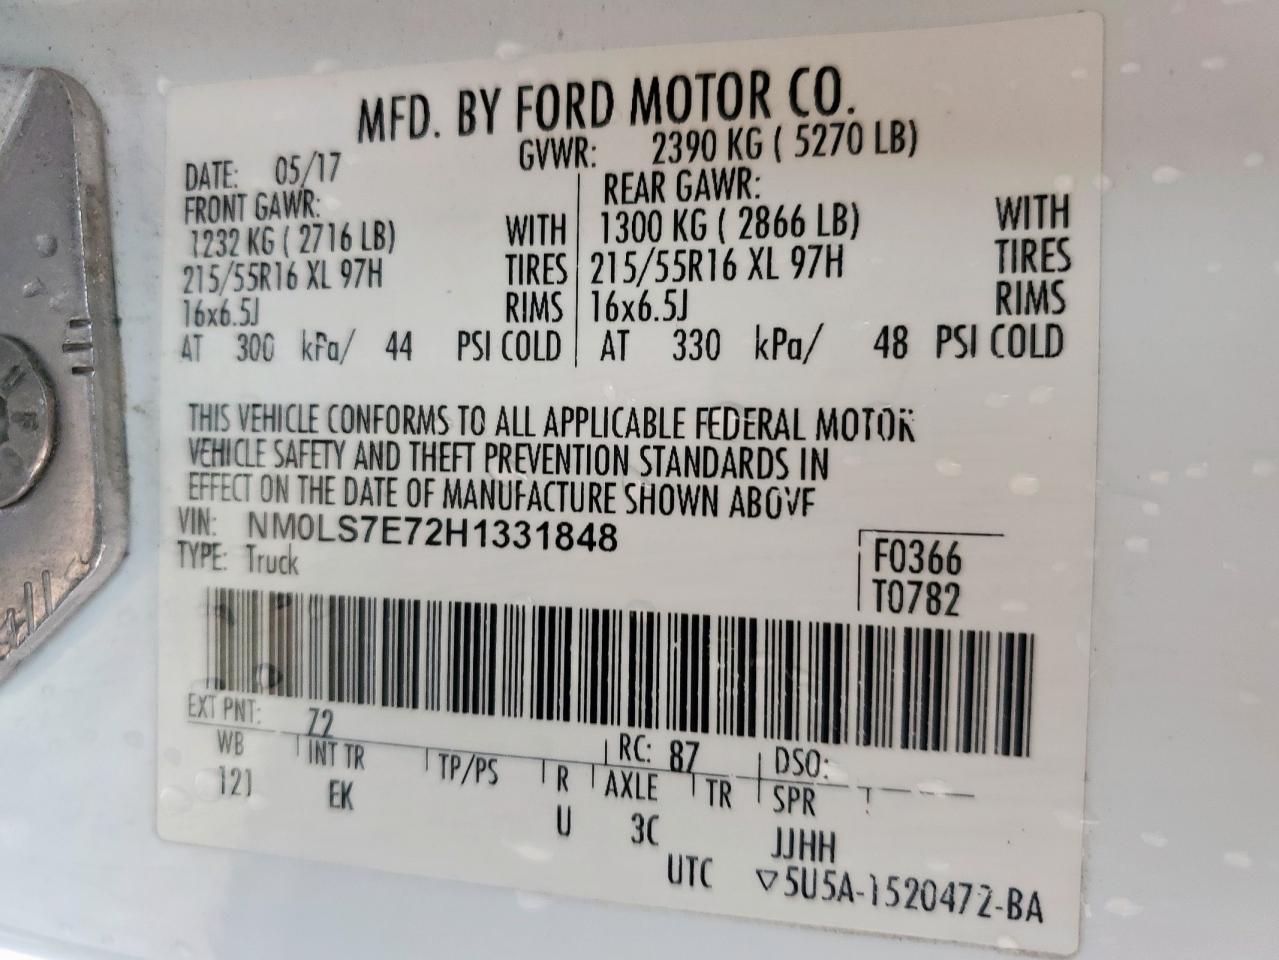 MFD. BY FORD MOTOR CO.
DATE: 05/17 GVWR: 2390 KG ( 5270 LB)
FRONT GAWR: REAR GAWR:
1232 KG ( 2716 LB) WITH 1300 KG ( 2866 LB) WITH
215/55R16 XL 97H TIRES 215/55R16 XL 97H TIRES
16x6.5J RIMS 16x6.5J RIMS
AT 300 kPa/ 44 PSI COLD AT 330 kPa/ 48 PSI COLD
THIS VEHICLE CONFORMS TO ALL APPLICABLE FEDERAL MOTOR
VEHICLE SAFETY AND THEFT PREVENTION STANDARDS IN
EFFECT ON THE DATE OF MANUFACTURE SHOWN ABOVE
VIN: NM0LS7E72H1331848
TYPE: Truck
F0366
T0782
EXT PNT: Z2 RC: 87 DSO:
WB INT TR TP/PS R AXLE TR SPR
121 EK U 3C JJHH
UTC ▽5U5A-1520472-BA